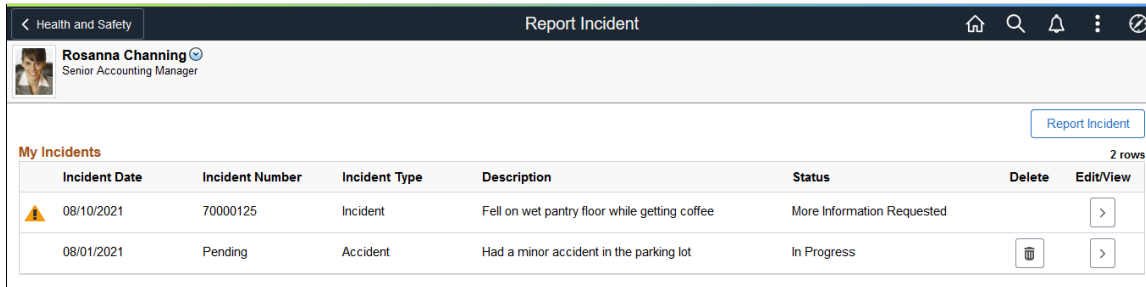 Health and Safety
Report Incident
Rosanna Channing
Senior Accounting Manager
Report Incident
My Incidents
2 rows
Incident Date Incident Number Incident Type Description Status Delete Edit/View
08/10/2021 70000125 Incident Fell on wet pantry floor while getting coffee More Information Requested
08/01/2021 Pending Accident Had a minor accident in the parking lot In Progress